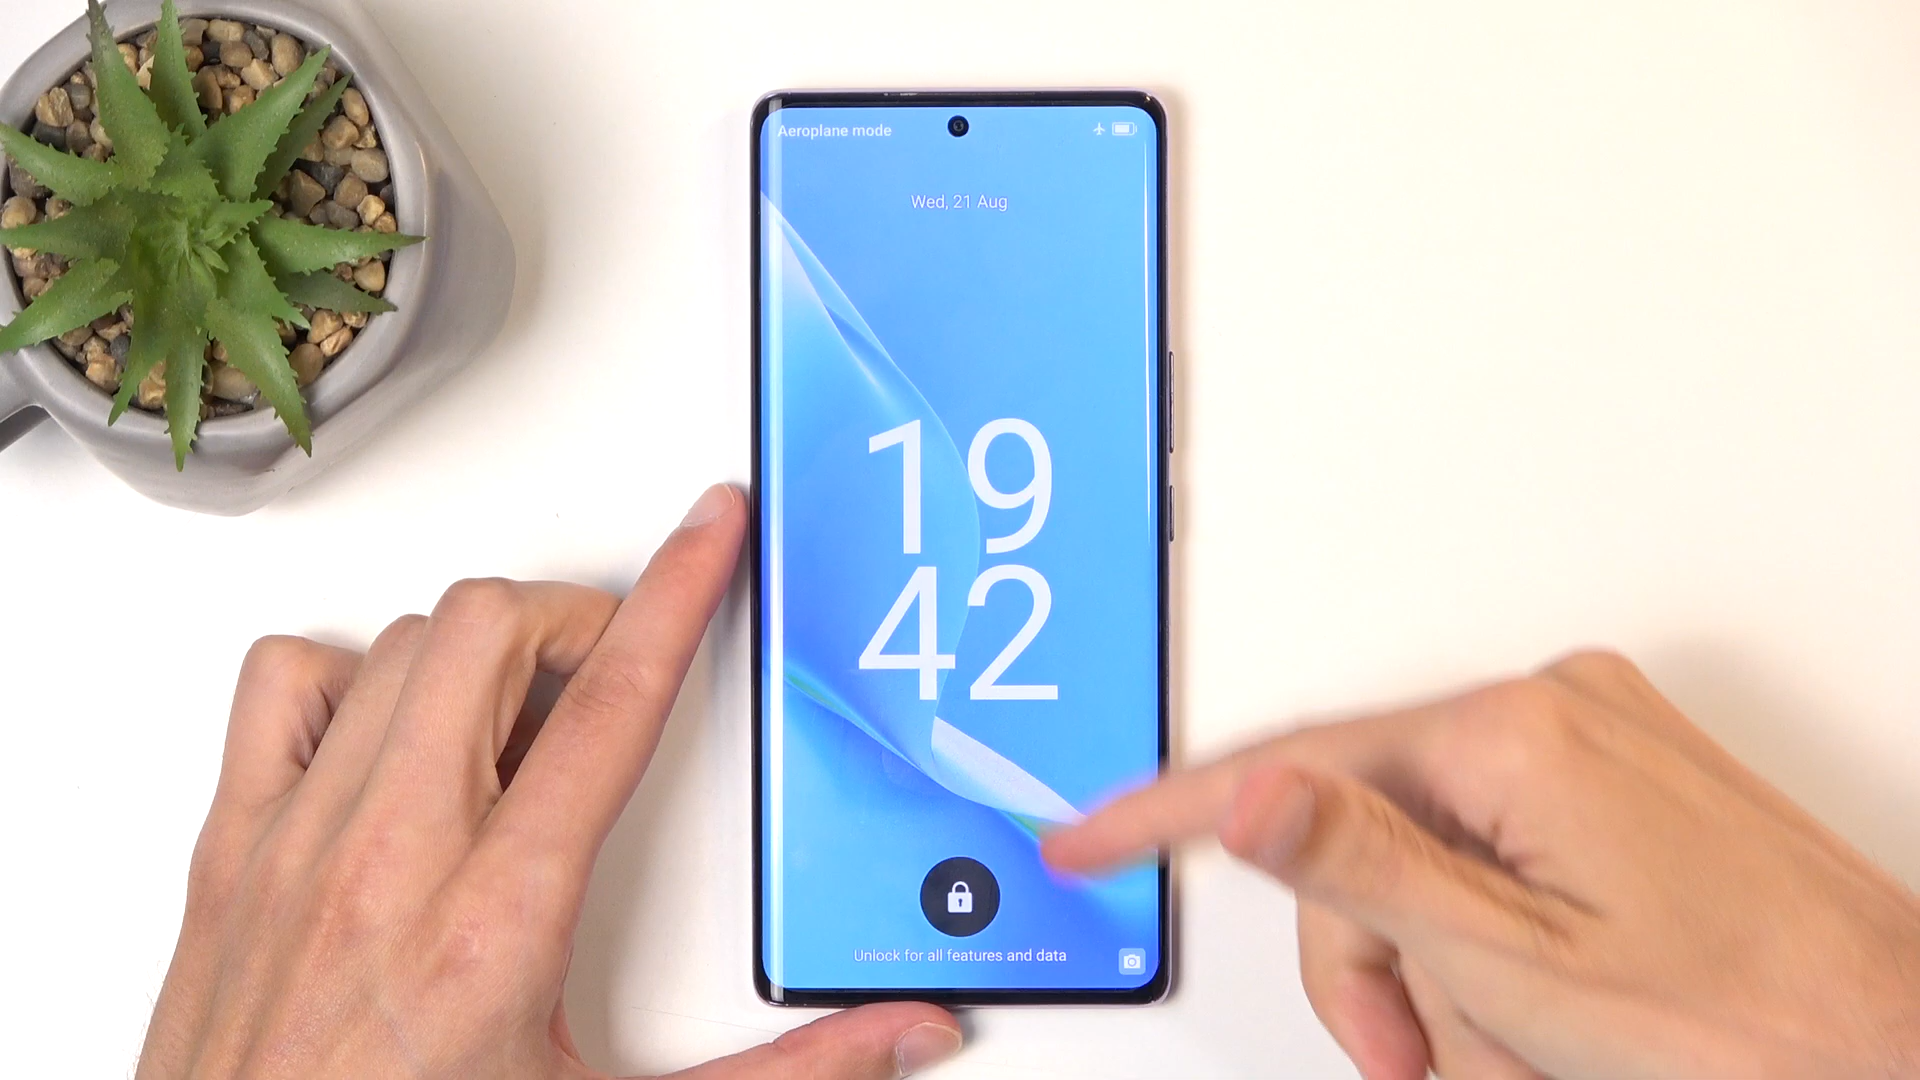 Aeroplane mode
Wed, 21 Aug
19
42
Unlock for all features and data